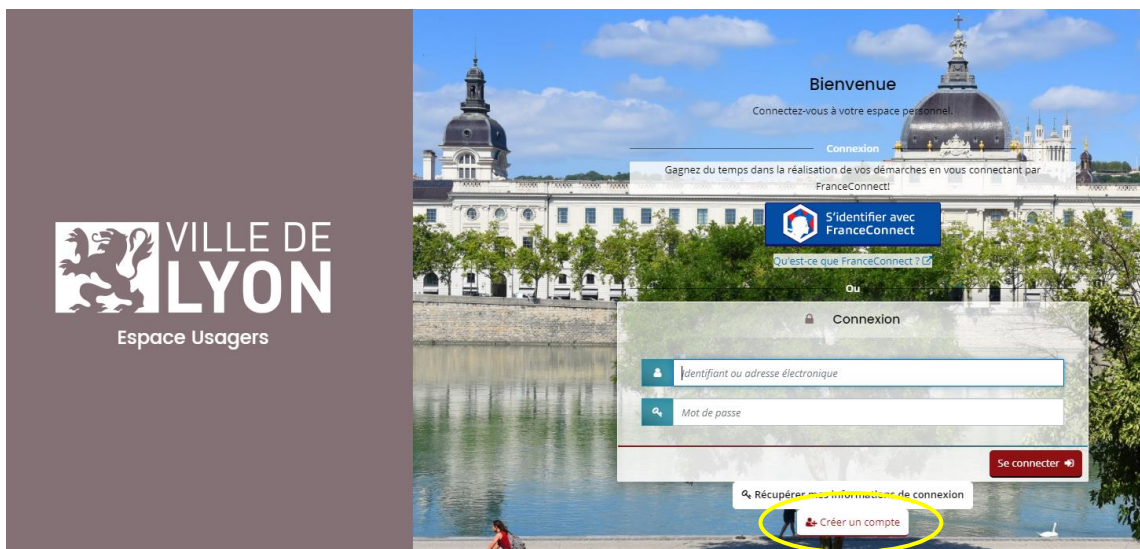 VILLE DE
LYON
Espace Usagers
Bienvenue
Connectez-vous à votre espace personnel.
Connexion
Gagnez du temps dans la réalisation de vos démarches en vous connectant par
FranceConnect!
S'identifier avec
FranceConnect
Qu'est-ce que FranceConnect ?
Ou
Connexion
Identifiant ou adresse électronique
Mot de passe
Se connecter
Récupérer mes informations de connexion
Créer un compte